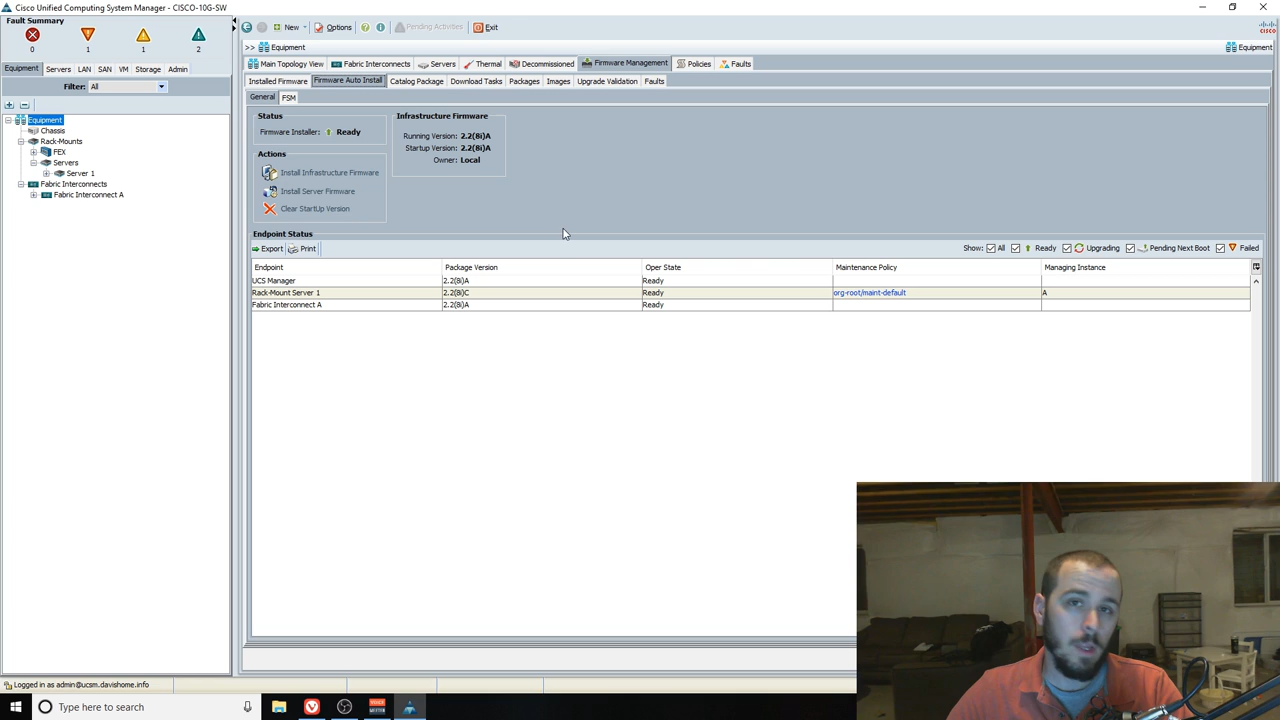 Cisco Unified Computing System Manager - CISCO-10G-SW
Fault Summary
0 1 1 2
New Options Pending Activities Exit
cisco
>> Equipment Equipment
Equipment Servers LAN SAN VM Storage Admin
Main Topology View Fabric Interconnects Servers Thermal Decommissioned Firmware Management Policies Faults
Installed Firmware Firmware Auto Install Catalog Package Download Tasks Packages Images Upgrade Validation Faults
Filter: All
General FSM
Equipment
Chassis
Rack-Mounts
FEX
Servers
Server 1
Fabric Interconnects
Fabric Interconnect A
Status
Firmware Installer: Ready
Actions
Install Infrastructure Firmware
Install Server Firmware
Clear StartUp Version
Infrastructure Firmware
Running Version: 2.2(8i)A
Startup Version: 2.2(8i)A
Owner: Local
Endpoint Status
Export Print Show: All Ready Upgrading Pending Next Boot Failed
Endpoint Package Version Oper State Maintenance Policy Managing Instance
UCS Manager 2.2(8i)A Ready
Rack-Mount Server 1 2.2(8i)C Ready org-root/maint-default A
Fabric Interconnect A 2.2(8i)A Ready
Logged in as admin@ucsm.davishome.info
Type here to search